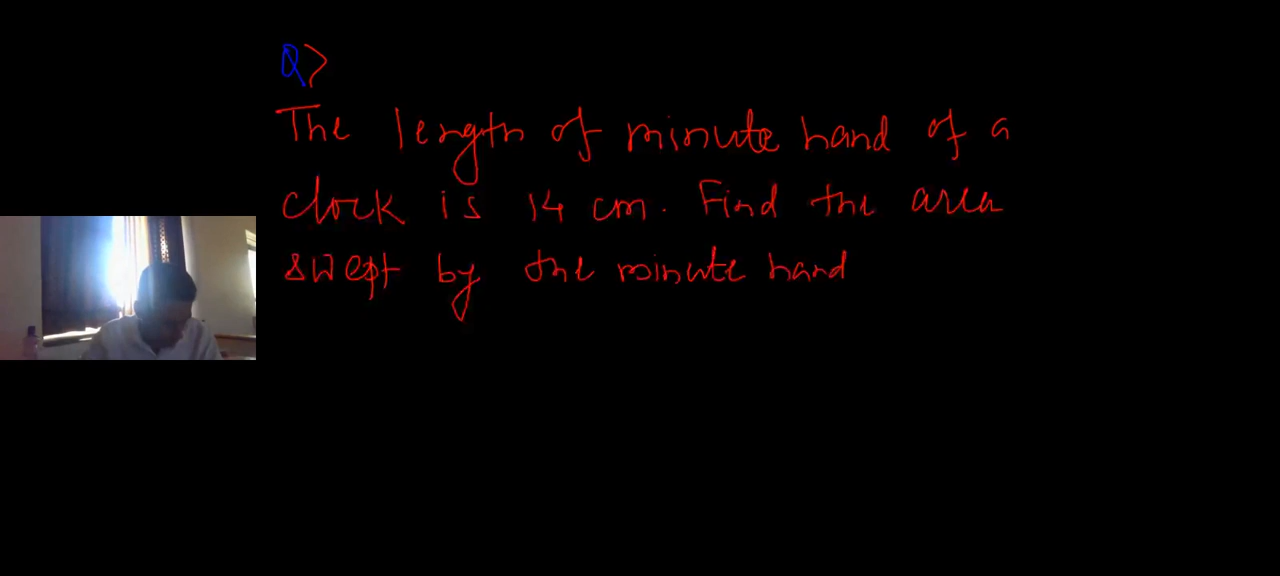 Q>
The length of minute hand of a
clock is 14 cm. Find the area
swept by the minute hand